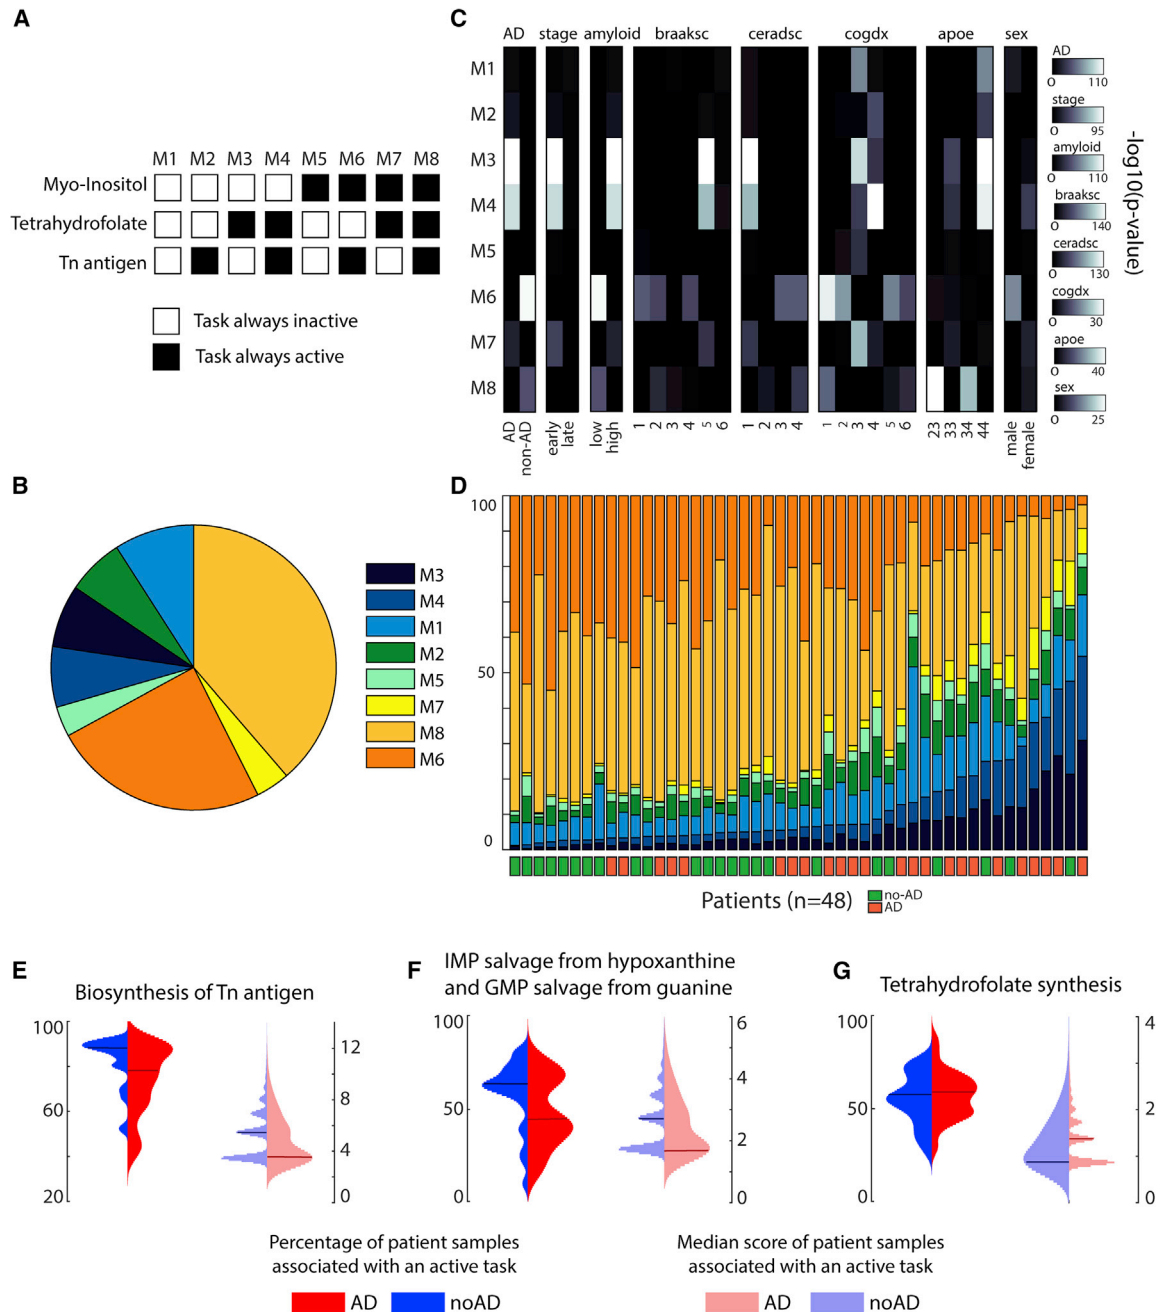 A
M1 M2 M3 M4 M5 M6 M7 M8
Myo-Inositol
Tetrahydrofolate
Tn antigen
Task always inactive
Task always active
C
AD stage amyloid braaksc ceradsc cogdx apoe sex
M1
M2
M3
M4
M5
M6
M7
M8
AD non-AD early late low high 1 2 3 4 5 6 1 2 3 4 1 2 3 4 5 6 23 33 34 44 male female
AD
0 110
stage
0 95
amyloid
0 110
braaksc
0 140
ceradsc
0 130
cogdx
0 30
apoe
0 40
sex
0 25
-log10(p-value)
B
M3
M4
M1
M2
M5
M7
M8
M6
D
100
50
0
Patients (n=48)
no-AD
AD
E
Biosynthesis of Tn antigen
100
60
20
12
8
4
0
F
IMP salvage from hypoxanthine
and GMP salvage from guanine
100
50
0
6
4
2
0
G
Tetrahydrofolate synthesis
100
50
0
4
2
0
Percentage of patient samples
associated with an active task
AD noAD
Median score of patient samples
associated with an active task
AD noAD